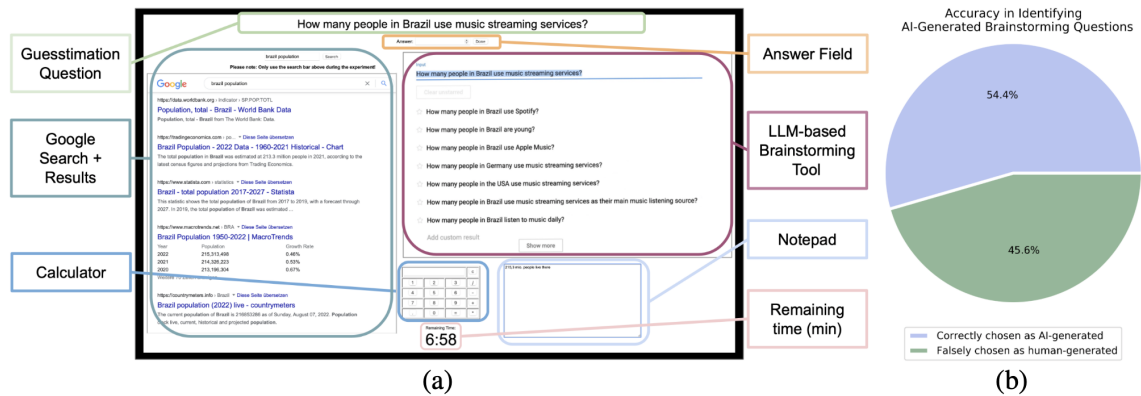 How many people in Brazil use music streaming services?
Guesstimation
Question
Google
Search +
Results
Calculator
brazil population
Search
Please note: Only use the search bar above during the experiment!
Google
brazil population
https://data.worldbank.org › Indicator › SP.POP.TOTL
Population, total - Brazil - World Bank Data
Population, total - Brazil from The World Bank: Data.
https://tradingeconomics.com › po... Diese Seite übersetzen
Brazil Population - 2022 Data - 1960-2021 Historical - Chart
The total population in Brazil was estimated at 213.3 million people in 2021, according to the
latest census figures and projections from Trading Economics.
https://www.statista.com › statistics Diese Seite übersetzen
Brazil - total population 2017-2027 - Statista
This statistic shows the total population of Brazil from 2017 to 2019, with a forecast through
2027. In 2019, the total population of Brazil was estimated ...
https://www.macrotrends.net › BRA Diese Seite übersetzen
Brazil Population 1950-2022 | MacroTrends
Year Population Growth Rate
2022 215,313,498 0.46%
2021 214,326,223 0.53%
2020 213,196,304 0.67%
https://countrymeters.info › Brazil Diese Seite übersetzen
Brazil population (2022) live - countrymeters
The current population of Brazil is 216853266 as of Sunday, August 07, 2022. Population
clock live, current, historical and projected population.
Answer:
Save
Input
How many people in Brazil use music streaming services?
How many people in Brazil use Spotify?
How many people in Brazil are young?
How many people in Brazil use Apple Music?
How many people in Germany use music streaming services?
How many people in the USA use music streaming services?
How many people in Brazil use music streaming services as their main music listening source?
How many people in Brazil listen to music daily?
Add custom result
Show more
c
1 2 3 /
4 5 6 -
7 8 9 +
. 0 = *
Remaining Time:
6:58
people live there
Answer Field
LLM-based
Brainstorming
Tool
Notepad
Remaining
time (min)
(a)
Accuracy in Identifying
AI-Generated Brainstorming Questions
54.4%
45.6%
Correctly chosen as AI-generated
Falsely chosen as human-generated
(b)